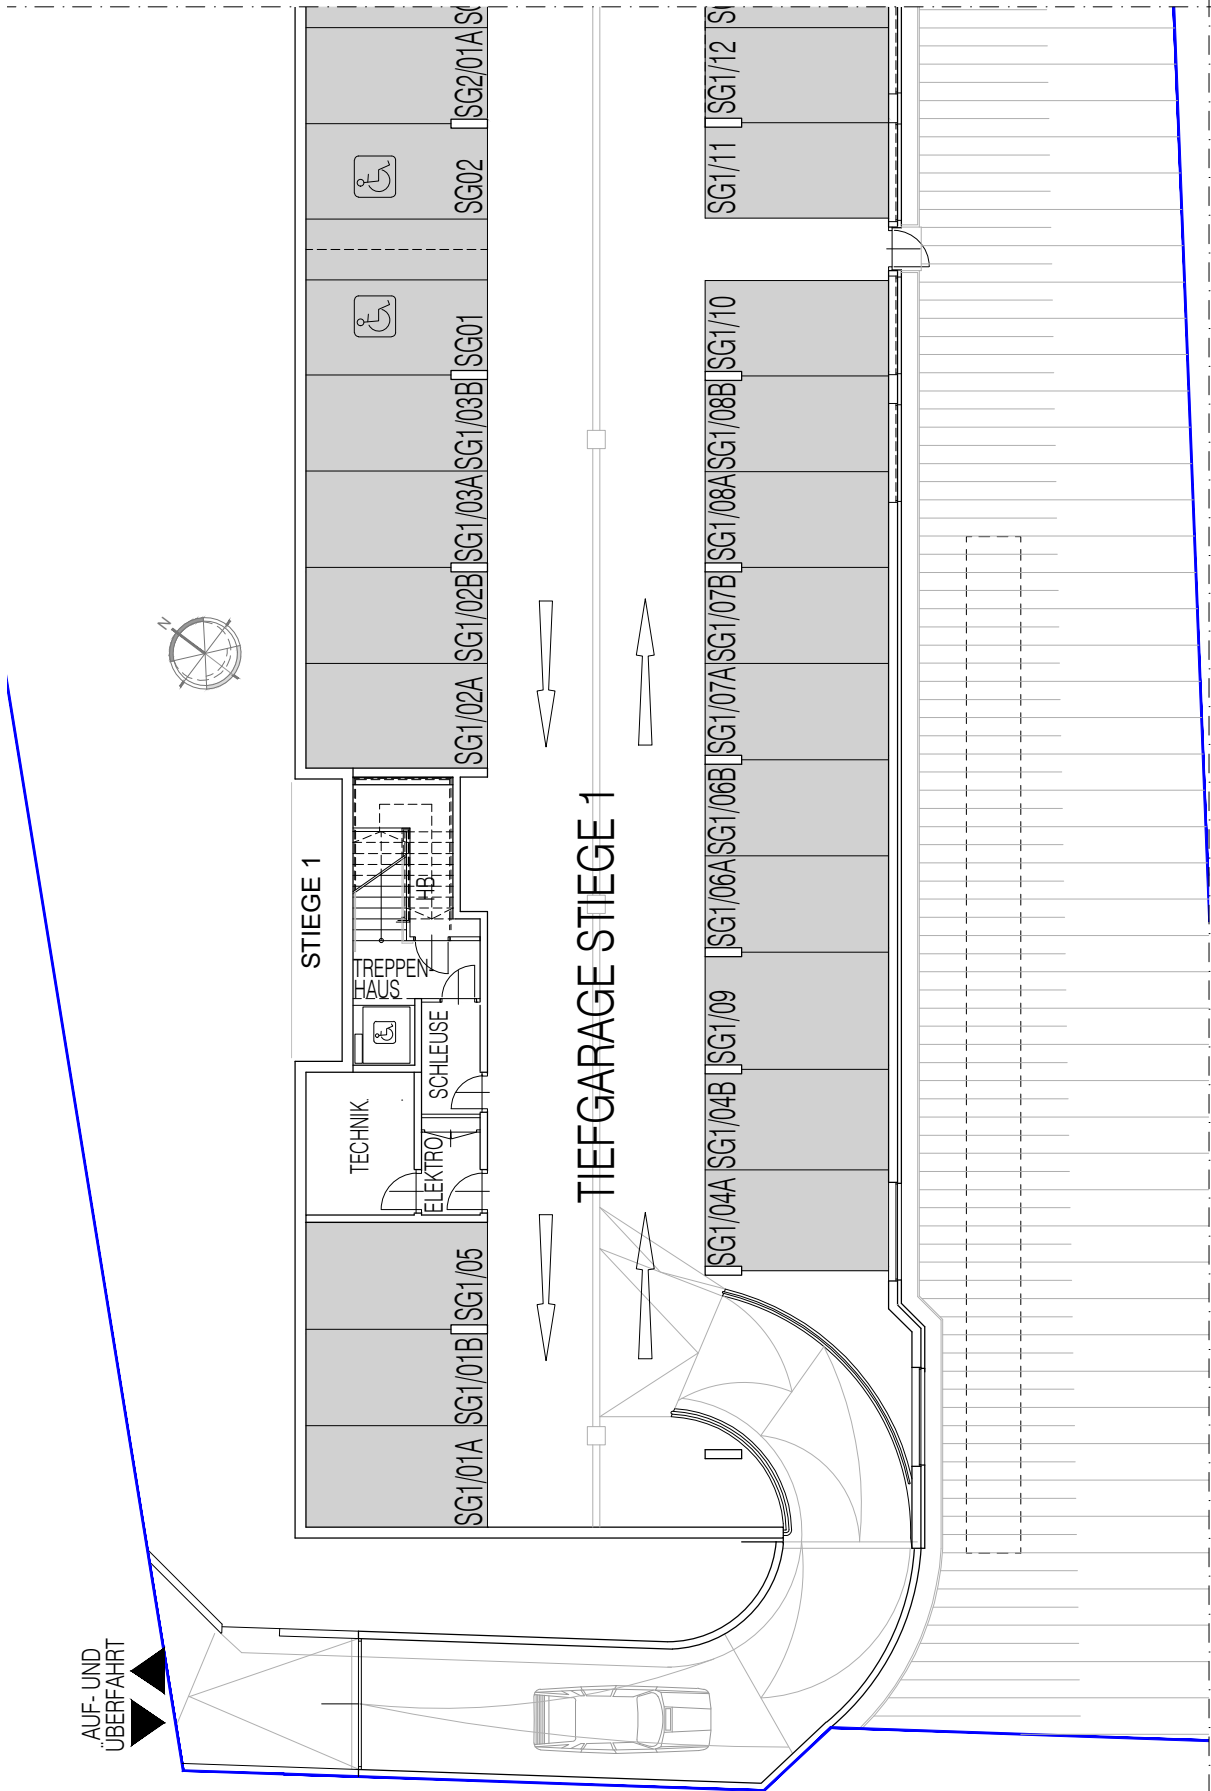 SG2/01A
SG02
SG01
SG1/03B
SG1/03A
SG1/02B
SG1/02A
SG1/12
SG1/11
SG1/10
SG1/08B
SG1/08A
SG1/07B
SG1/07A
SG1/06B
SG1/06A
SG1/09
SG1/04B
SG1/04A
N
STIEGE 1
HB
TREPPEN-
HAUS
SCHLEUSE
TECHNIK
ELEKTRO
TIEFGARAGE STIEGE 1
SG1/05
SG1/01B
SG1/01A
AUF- UND
ÜBERFAHRT